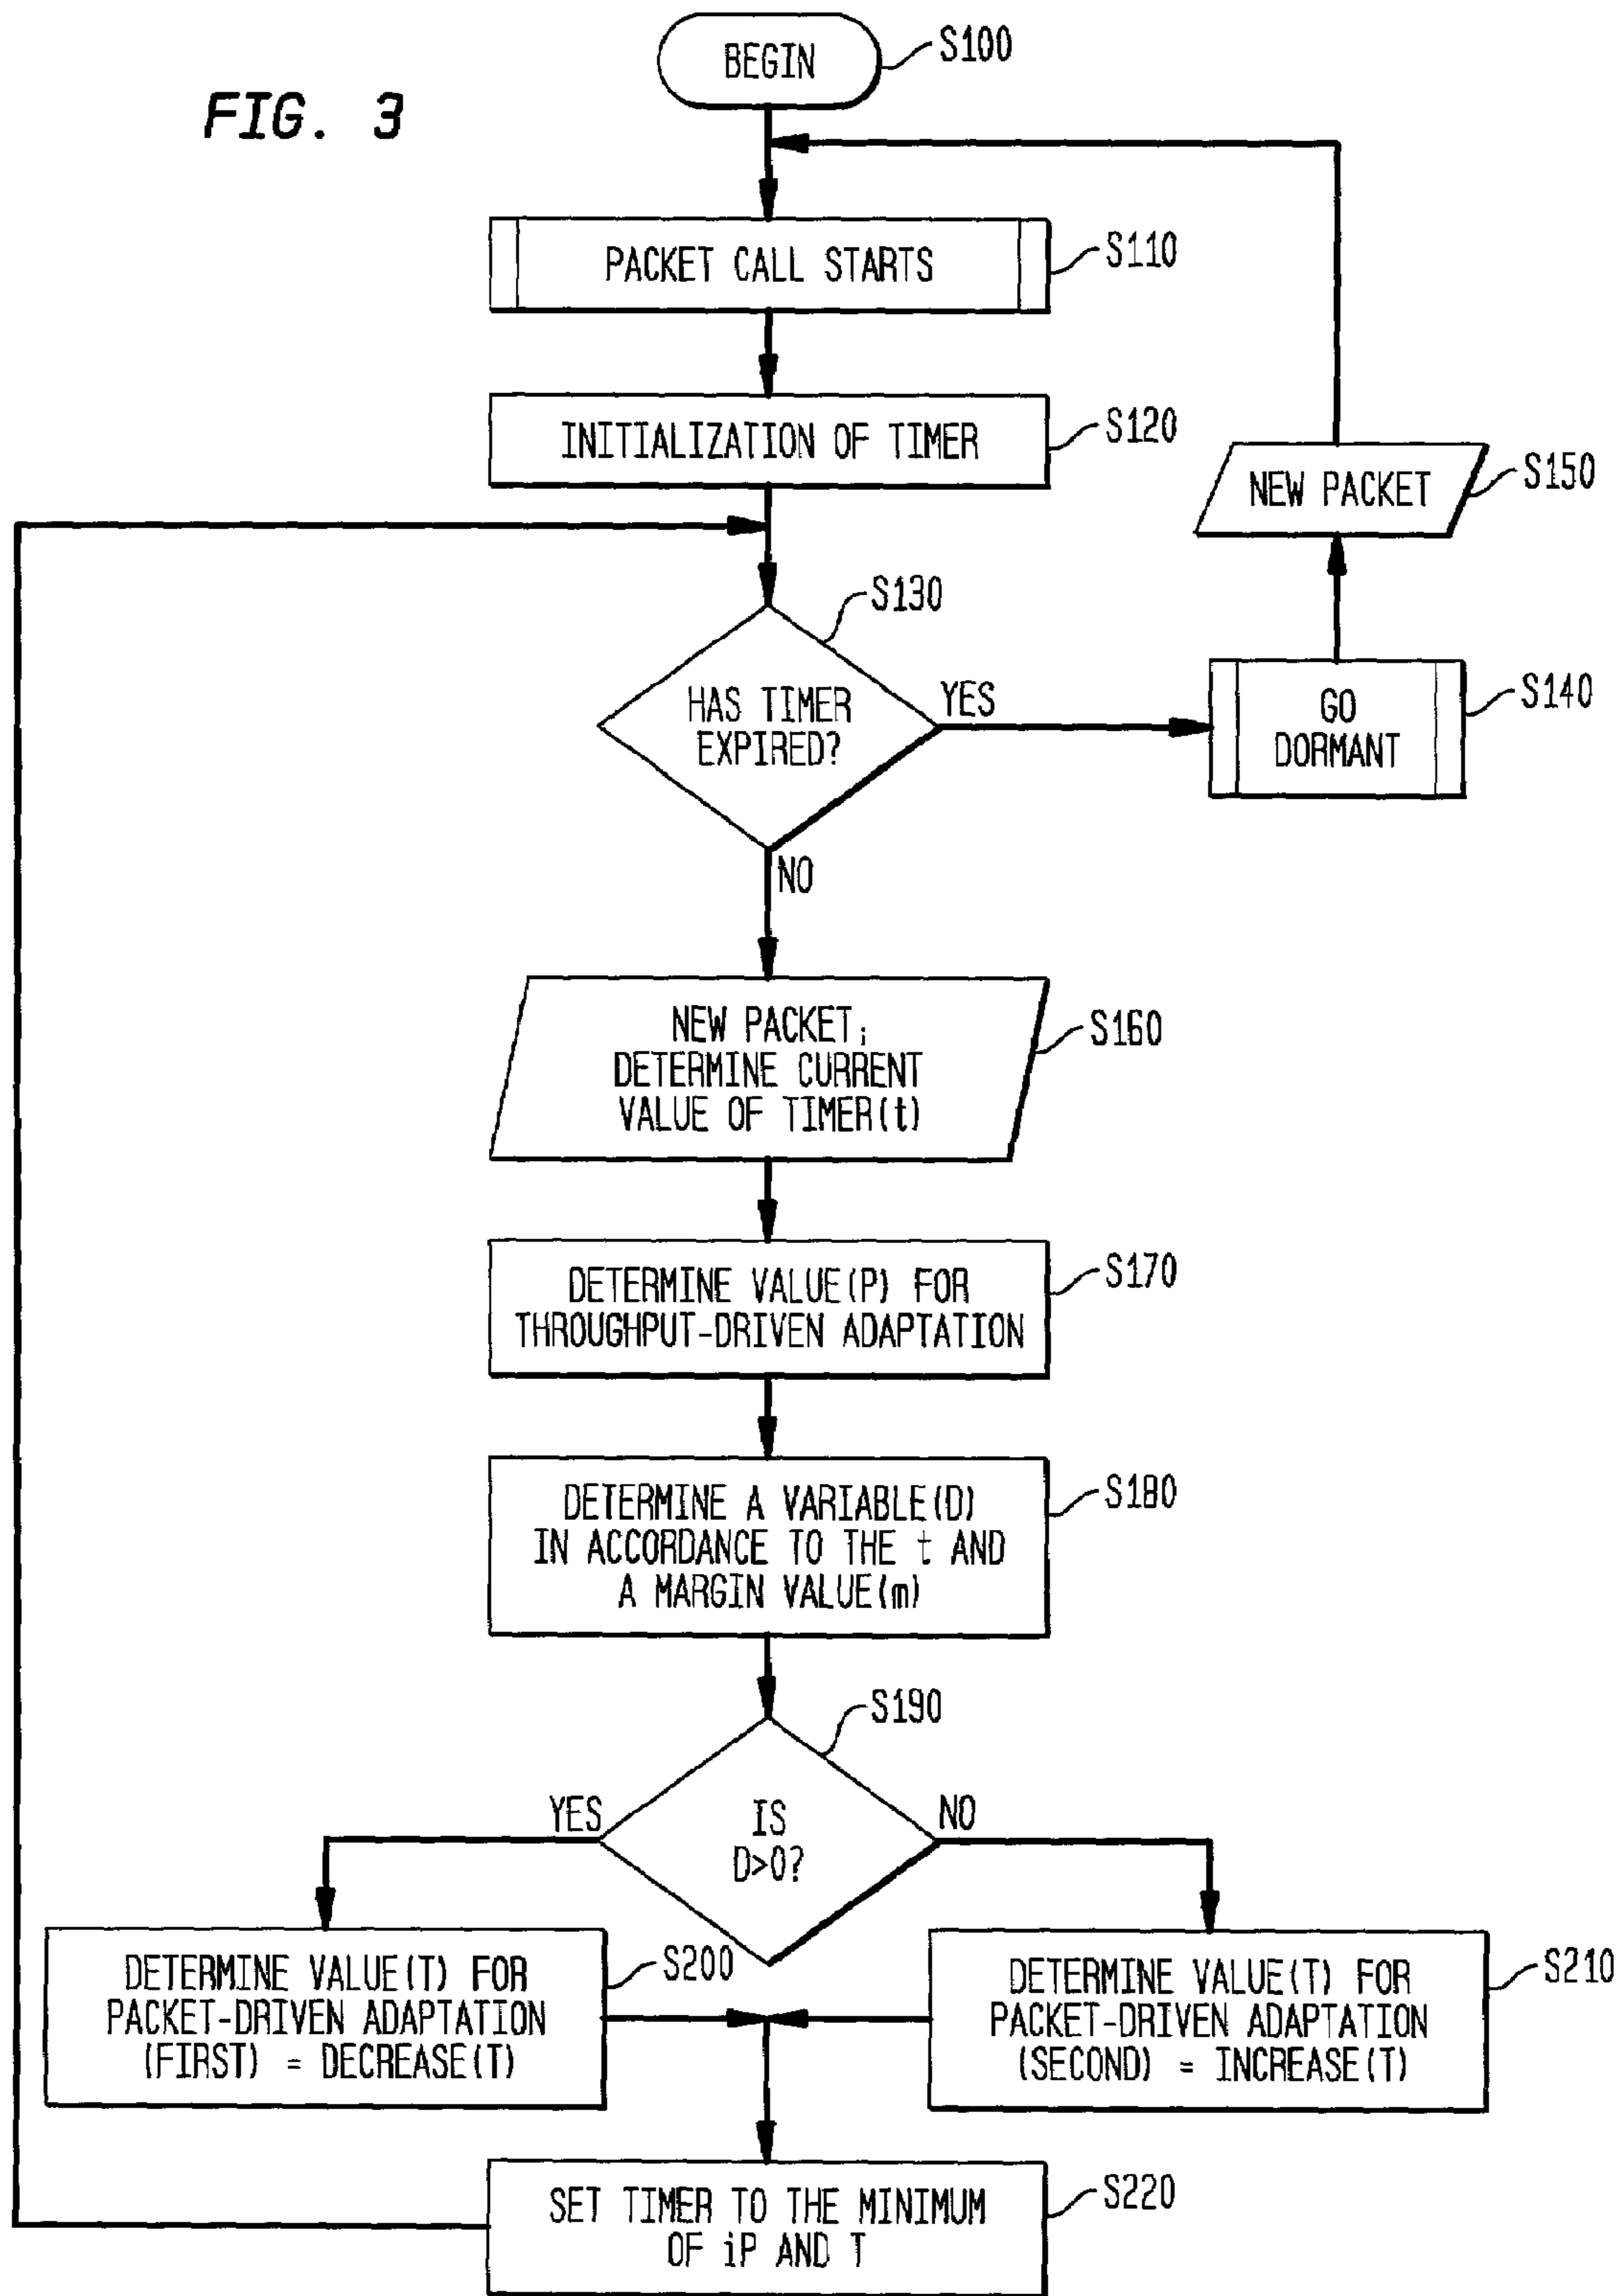 FIG. 3
BEGIN
S100
PACKET CALL STARTS
S110
INITIALIZATION OF TIMER
S120
NEW PACKET
S150
S130
HAS TIMER
EXPIRED?
YES
GO
DORMANT
S140
NO
NEW PACKET;
DETERMINE CURRENT
VALUE OF TIMER(t)
S160
DETERMINE VALUE(P) FOR
THROUGHPUT-DRIVEN ADAPTATION
S170
DETERMINE A VARIABLE(D)
IN ACCORDANCE TO THE t AND
A MARGIN VALUE(m)
S180
S190
YES
IS
D>0?
NO
DETERMINE VALUE(T) FOR
PACKET-DRIVEN ADAPTATION
(FIRST) = DECREASE(T)
S200
DETERMINE VALUE(T) FOR
PACKET-DRIVEN ADAPTATION
(SECOND) = INCREASE(T)
S210
SET TIMER TO THE MINIMUM
OF iP AND T
S220